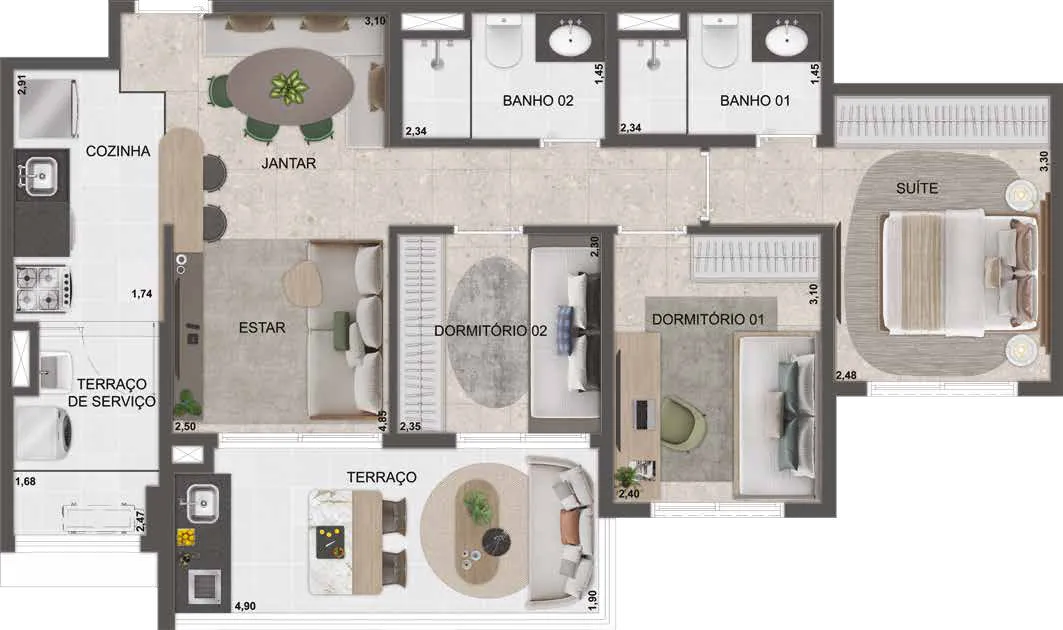 3,10
2,91
COZINHA
1,74
JANTAR
2,34
BANHO 02
1,45
2,34
BANHO 01
1,45
SUÍTE
3,30
2,48
ESTAR
2,50
4,85
DORMITÓRIO 02
2,30
2,35
DORMITÓRIO 01
3,10
2,40
TERRAÇO
DE SERVIÇO
1,68
2,47
TERRAÇO
4,90
1,90